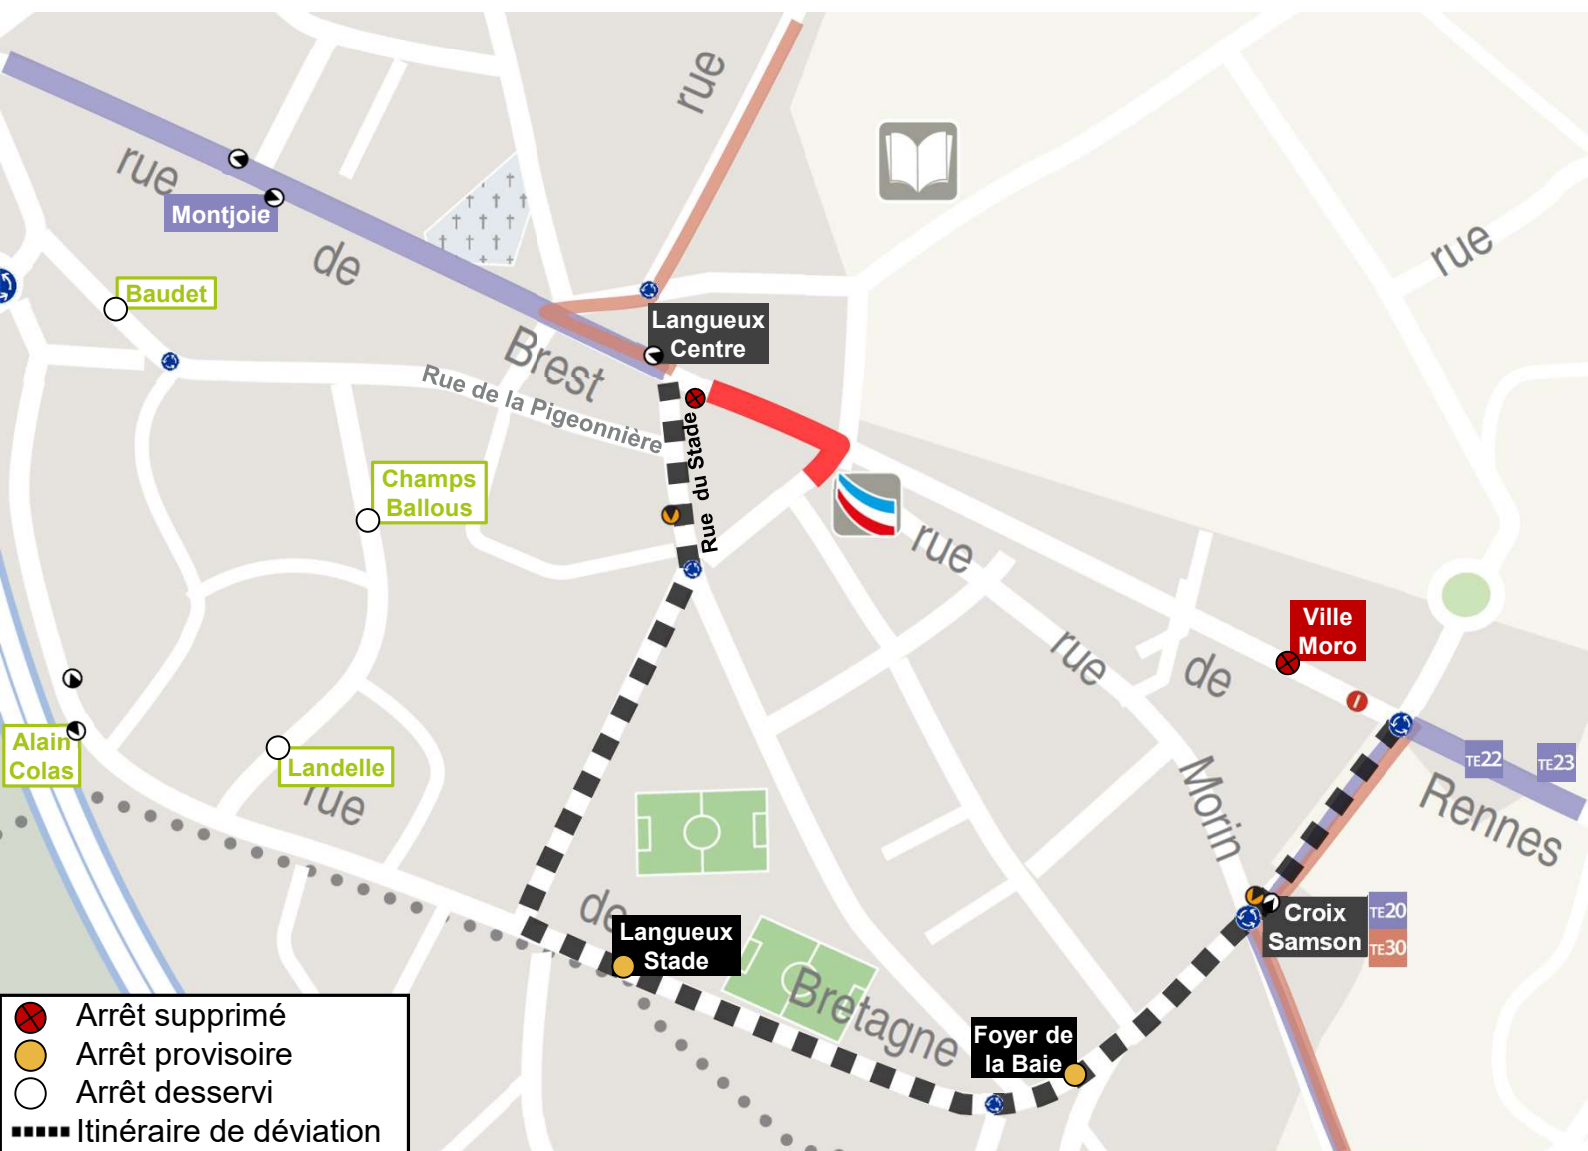 rue
rue
Montjoie
de
rue
Baudet
Langueux
Centre
Brest
Rue de la Pigeonnière
Rue du Stade
Champs
Ballous
rue
Ville
Moro
rue
de
Alain
Colas
Landelle
rue
TE22
TE23
Morin
Rennes
de
Langueux
Stade
Croix
Samson
TE20
TE30
Bretagne
Foyer de
la Baie
Arrêt supprimé
Arrêt provisoire
Arrêt desservi
Itinéraire de déviation